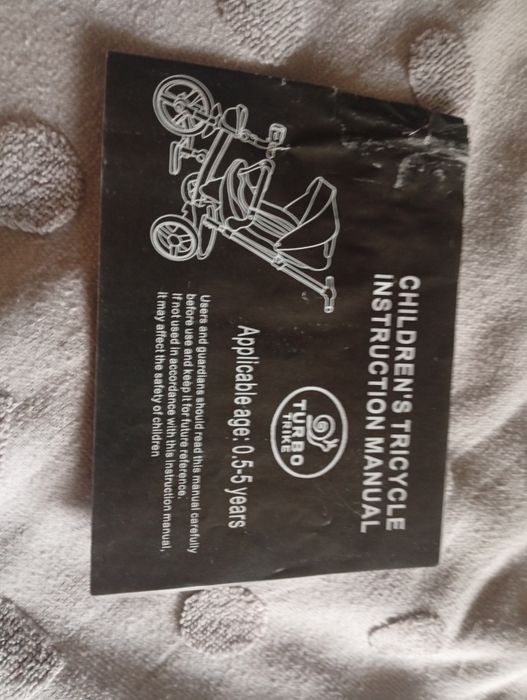 CHILDREN'S TRICYCLE
INSTRUCTION MANUAL
TURBO
TRIKE
Applicable age: 0.5-5 years
Users and guardians should read this manual carefully
before use and keep it for future reference.
If not used in accordance with this instruction manual,
it may affect the safety of children